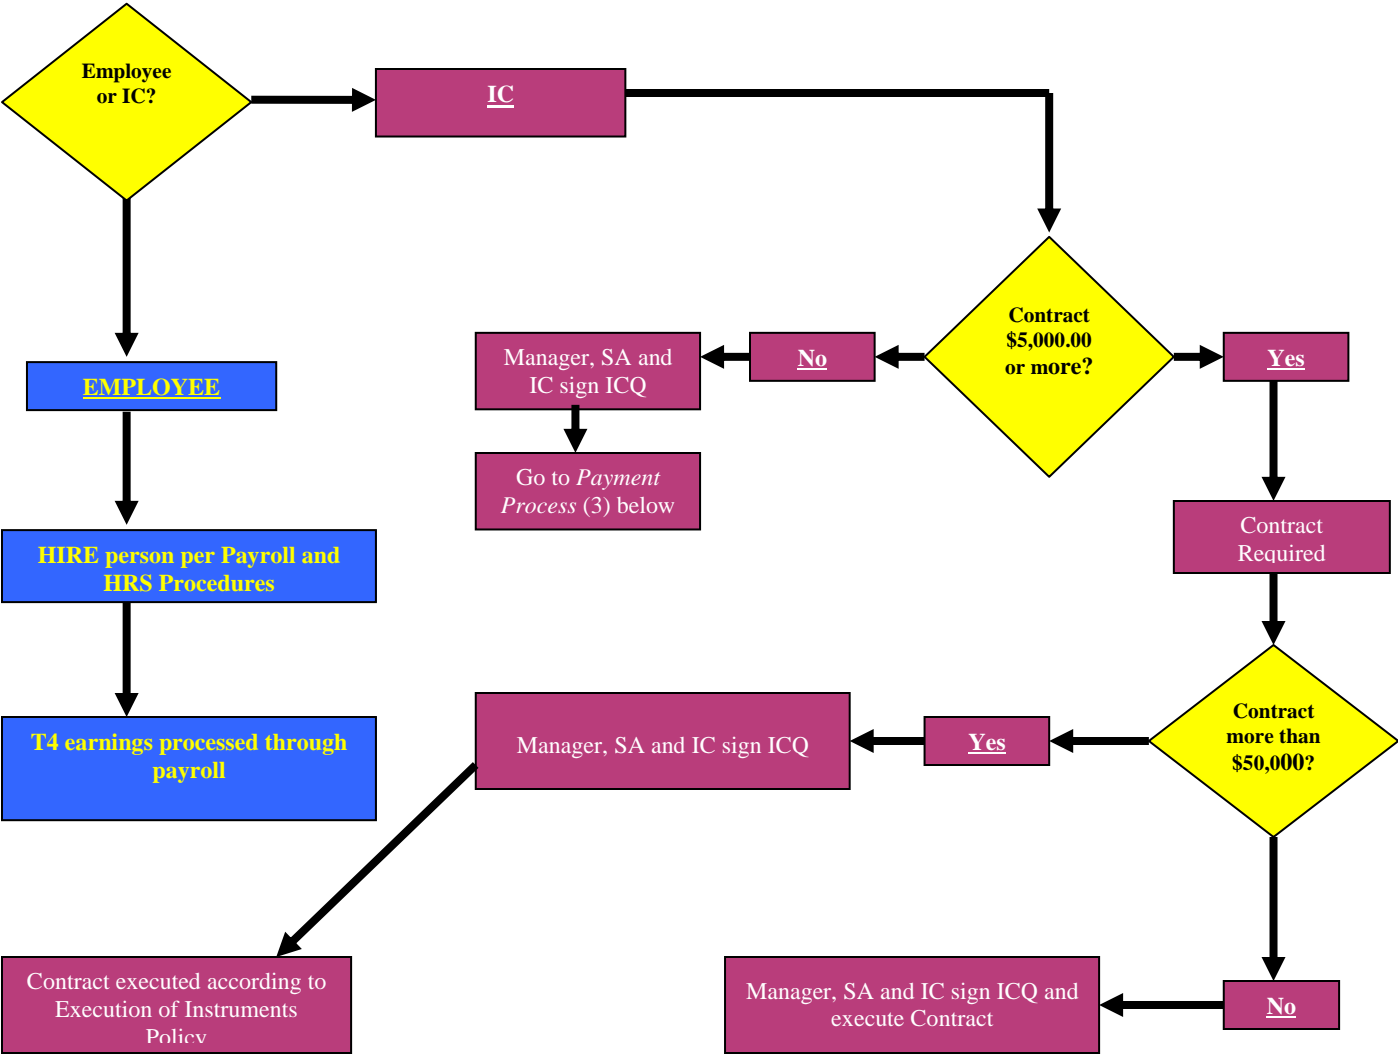 Employee
or IC?
IC
Contract
$5,000.00
or more?
Manager, SA and
IC sign ICQ
No
Yes
EMPLOYEE
Go to Payment
Process (3) below
Contract
Required
HIRE person per Payroll and
HRS Procedures
T4 earnings processed through
payroll
Manager, SA and IC sign ICQ
Yes
Contract
more than
$50,000?
Contract executed according to
Execution of Instruments
Policy
Manager, SA and IC sign ICQ and
execute Contract
No